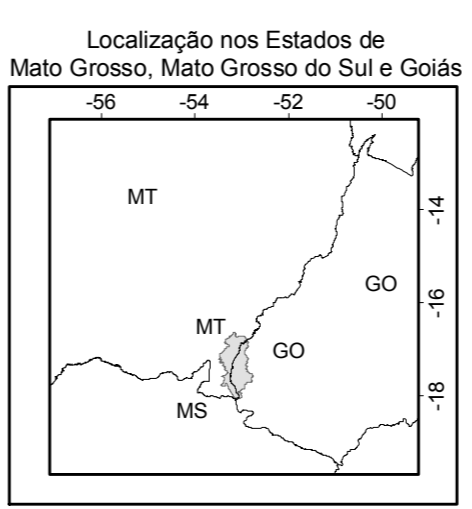 Localização nos Estados de
Mato Grosso, Mato Grosso do Sul e Goiás
-56 -54 -52 -50
MT
-14
GO
-16
MT
GO
-18
MS